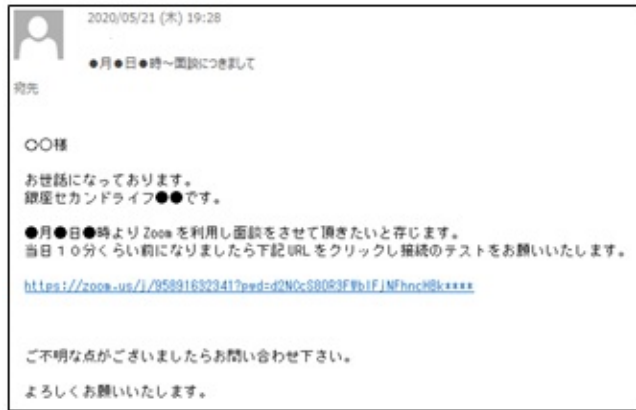 2020/05/21 (木) 19:28
●月●日●時～面談につきまして
宛先
〇〇様
お世話になっております。
銀座セカンドライフ●●です。
●月●日●時より Zoom を利用し面談をさせて頂きたいと存じます。
当日１０分くらい前になりましたら下記 URL をクリックし接続のテストをお願いいたします。
https://zoom.us/j/95891632341?pwd=d2NCcS80R3FWblFjNFhncHBk****
ご不明な点がございましたらお問い合わせ下さい。
よろしくお願いいたします。